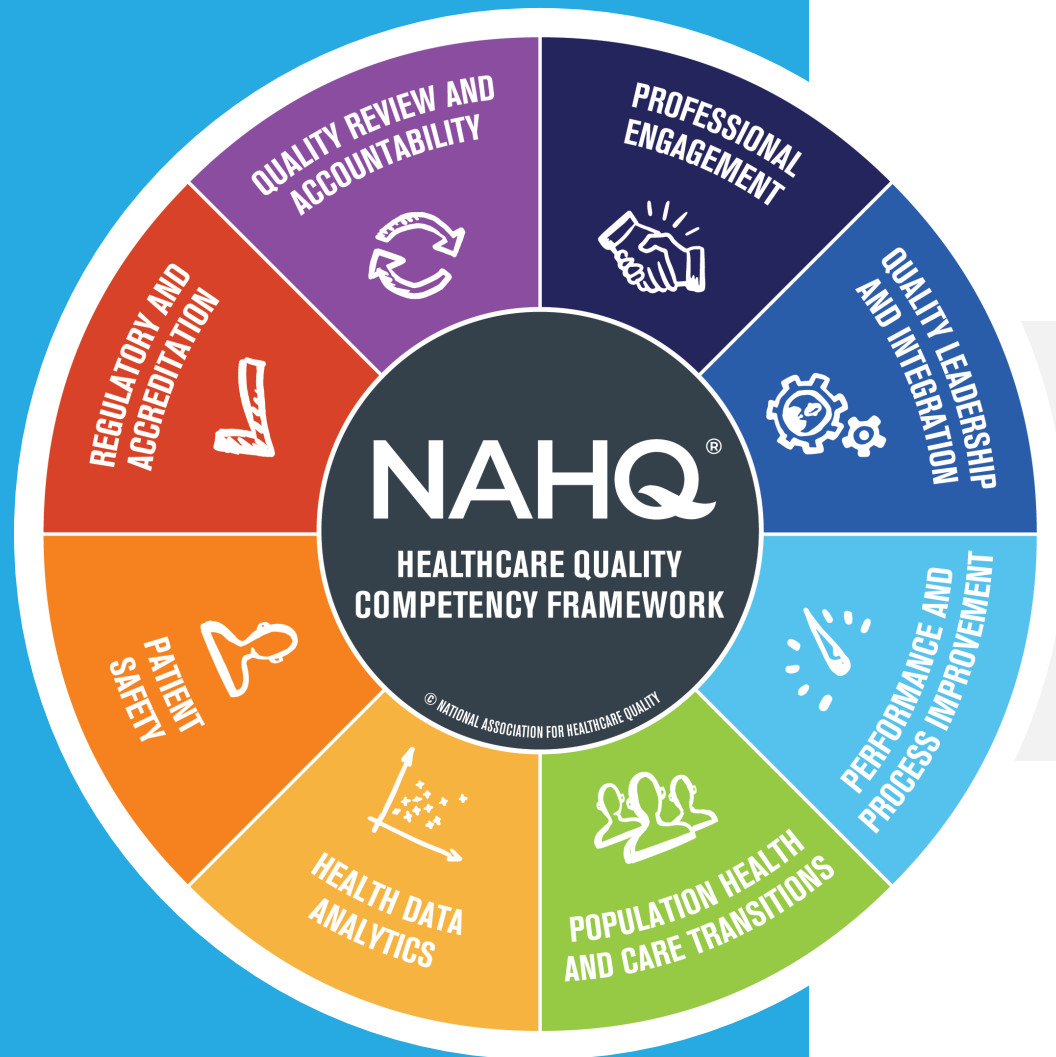 PROFESSIONAL
ENGAGEMENT
QUALITY LEADERSHIP
AND INTEGRATION
PERFORMANCE AND
PROCESS IMPROVEMENT
POPULATION HEALTH
AND CARE TRANSITIONS
HEALTH DATA
ANALYTICS
PATIENT
SAFETY
REGULATORY AND
ACCREDITATION
QUALITY REVIEW AND
ACCOUNTABILITY
NAHQ®
HEALTHCARE QUALITY
COMPETENCY FRAMEWORK
© NATIONAL ASSOCIATION FOR HEALTHCARE QUALITY